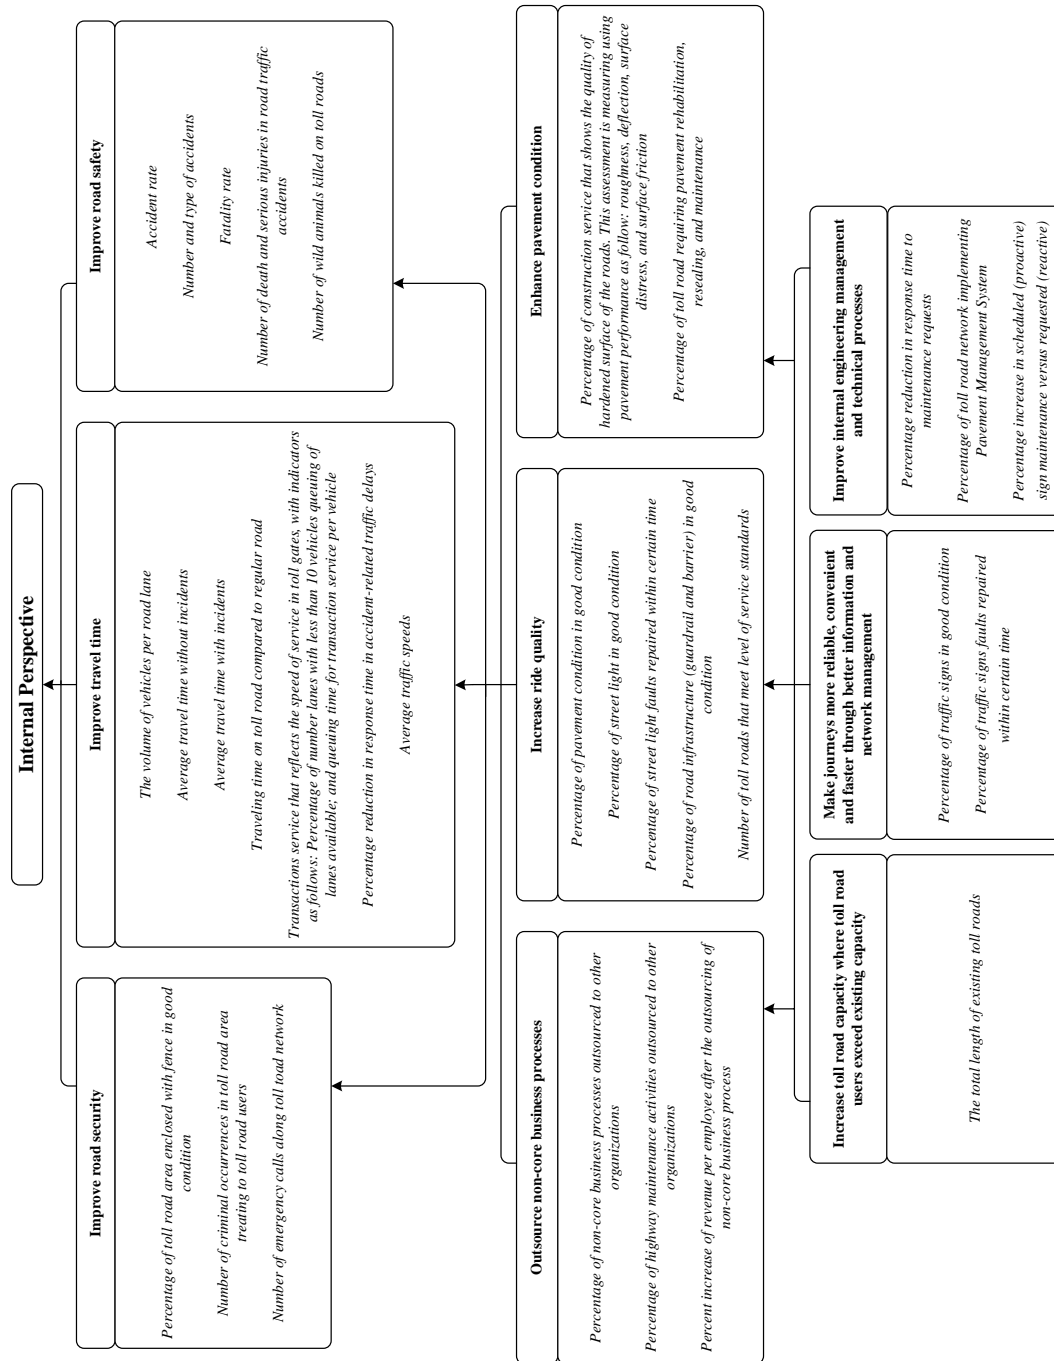 Internal Perspective
Improve road security
Percentage of toll road area enclosed with fence in good
condition
Number of criminal occurrences in toll road area
treating to toll road users
Number of emergency calls along toll toad network
Improve travel time
The volume of vehicles per road lane
Average travel time without incidents
Average travel time with incidents
Traveling time on toll road compared to regular road
Transactions service that reflects the speed of service in toll gates, with indicators
as follows: Percentage of number lanes with less than 10 vehicles queuing of
lanes available; and queuing time for transaction service per vehicle
Percentage reduction in response time in accident-related traffic delays
Average traffic speeds
Improve road safety
Accident rate
Number and type of accidents
Fatality rate
Number of death and serious injuries in road traffic
accidents
Number of wild animals killed on toll roads
Outsource non-core business processes
Percentage of non-core business processes outsourced to other
organizations
Percentage of highway maintenance activities outsourced to other
organizations
Percent increase of revenue per employee after the outsourcing of
non-core business process
Increase ride quality
Percentage of pavement condition in good condition
Percentage of street light in good condition
Percentage of street light faults repaired within certain time
Percentage of road infrastructure (guardrail and barrier) in good
condition
Number of toll roads that meet level of service standards
Enhance pavement condition
Percentage of construction service that shows the quality of
hardened surface of the roads. This assessment is measuring using
pavement performance as follow: roughness, deflection, surface
distress, and surface friction
Percentage of toll road requiring pavement rehabilitation,
resealing, and maintenance
Increase toll road capacity where toll road
users exceed existing capacity
The total length of existing toll roads
Make journeys more reliable, convenient
and faster through better information and
network management
Percentage of traffic signs in good condition
Percentage of traffic signs faults repaired
within certain time
Improve internal engineering management
and technical processes
Percentage reduction in response time to
maintenance requests
Percentage of toll road network implementing
Pavement Management System
Percentage increase in scheduled (proactive)
sign maintenance versus requested (reactive)